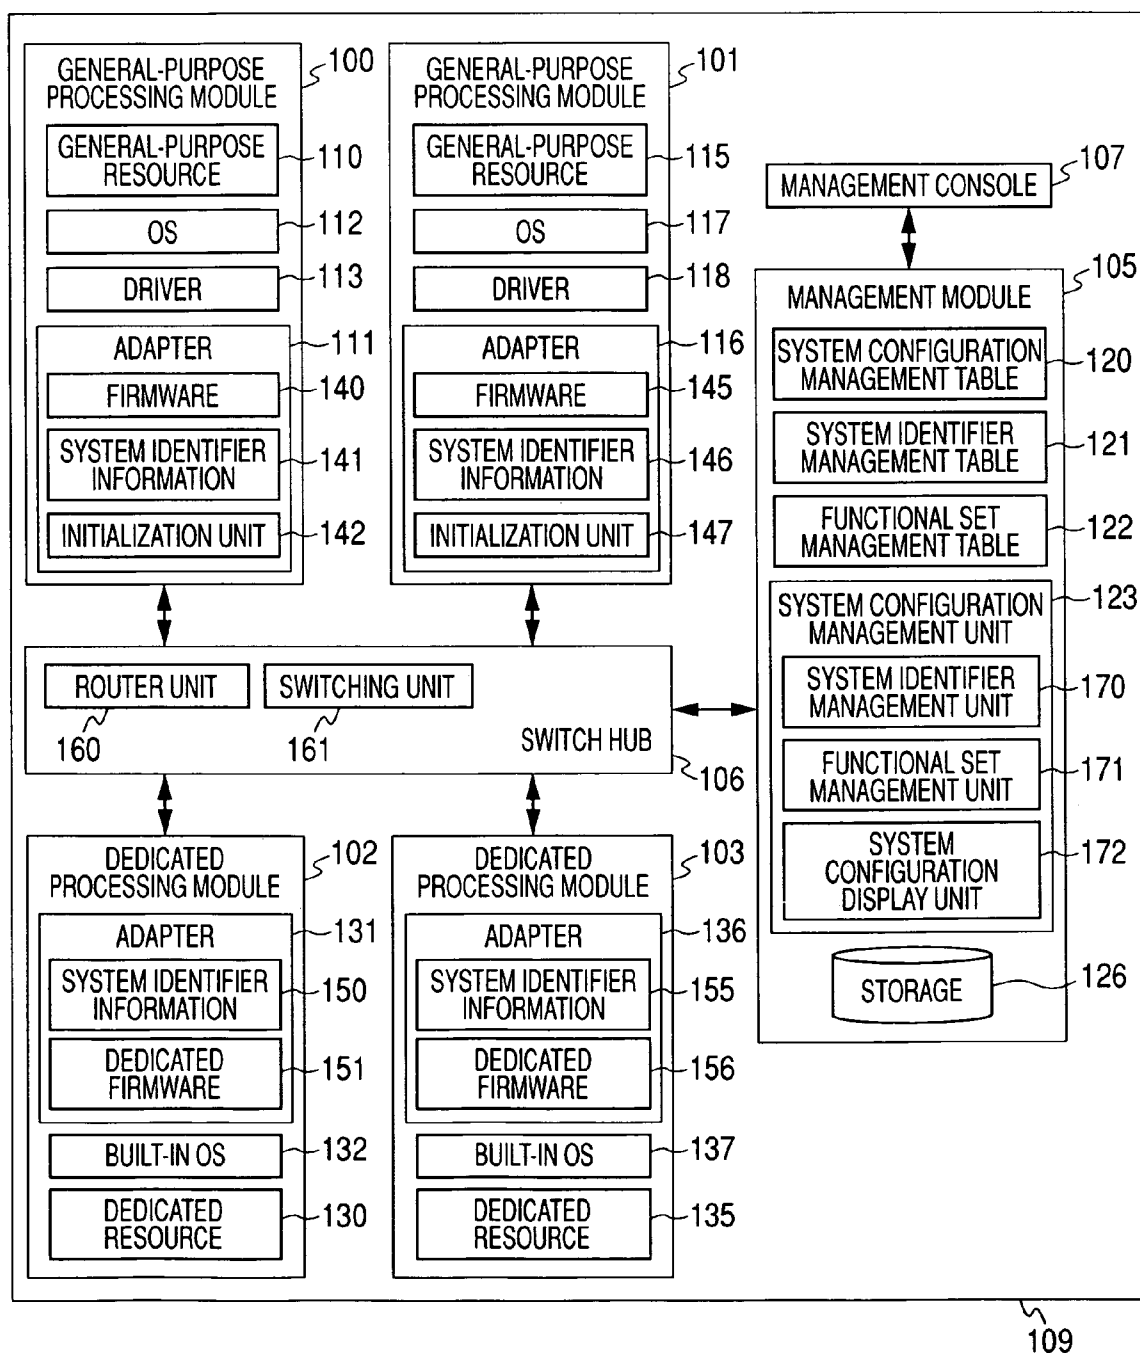 GENERAL-PURPOSE
PROCESSING MODULE
100
GENERAL-PURPOSE
RESOURCE
110
OS
112
DRIVER
113
ADAPTER
111
FIRMWARE
140
SYSTEM IDENTIFIER
INFORMATION
141
INITIALIZATION UNIT
142
GENERAL-PURPOSE
PROCESSING MODULE
101
GENERAL-PURPOSE
RESOURCE
115
OS
117
DRIVER
118
ADAPTER
116
FIRMWARE
145
SYSTEM IDENTIFIER
INFORMATION
146
INITIALIZATION UNIT
147
MANAGEMENT CONSOLE
107
MANAGEMENT MODULE
105
SYSTEM CONFIGURATION
MANAGEMENT TABLE
120
SYSTEM IDENTIFIER
MANAGEMENT TABLE
121
FUNCTIONAL SET
MANAGEMENT TABLE
122
SYSTEM CONFIGURATION
MANAGEMENT UNIT
123
SYSTEM IDENTIFIER
MANAGEMENT UNIT
170
FUNCTIONAL SET
MANAGEMENT UNIT
171
SYSTEM
CONFIGURATION
DISPLAY UNIT
172
STORAGE
126
ROUTER UNIT
160
SWITCHING UNIT
161
SWITCH HUB
106
DEDICATED
PROCESSING MODULE
102
ADAPTER
131
SYSTEM IDENTIFIER
INFORMATION
150
DEDICATED
FIRMWARE
151
BUILT-IN OS
132
DEDICATED
RESOURCE
130
DEDICATED
PROCESSING MODULE
103
ADAPTER
136
SYSTEM IDENTIFIER
INFORMATION
155
DEDICATED
FIRMWARE
156
BUILT-IN OS
137
DEDICATED
RESOURCE
135
109